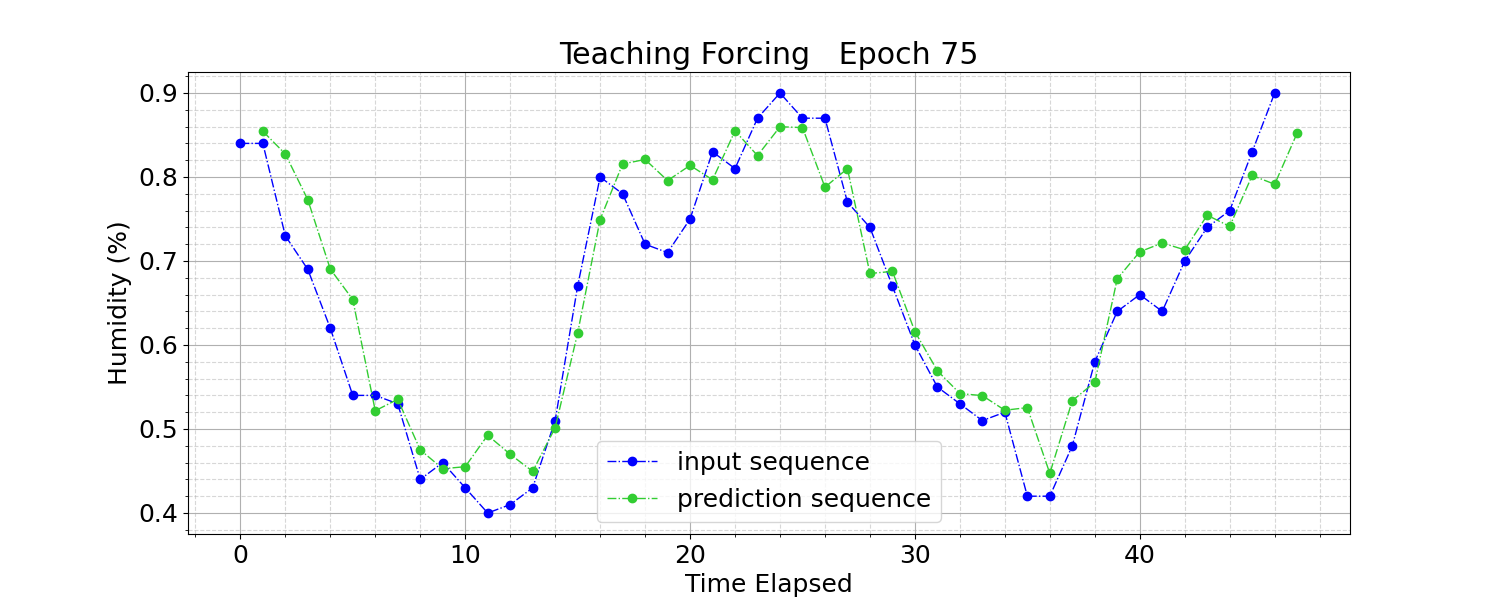 Teaching Forcing   Epoch 75
Humidity (%)
0.9
0.8
0.7
0.6
0.5
0.4
input sequence
prediction sequence
0 10 20 30 40
Time Elapsed